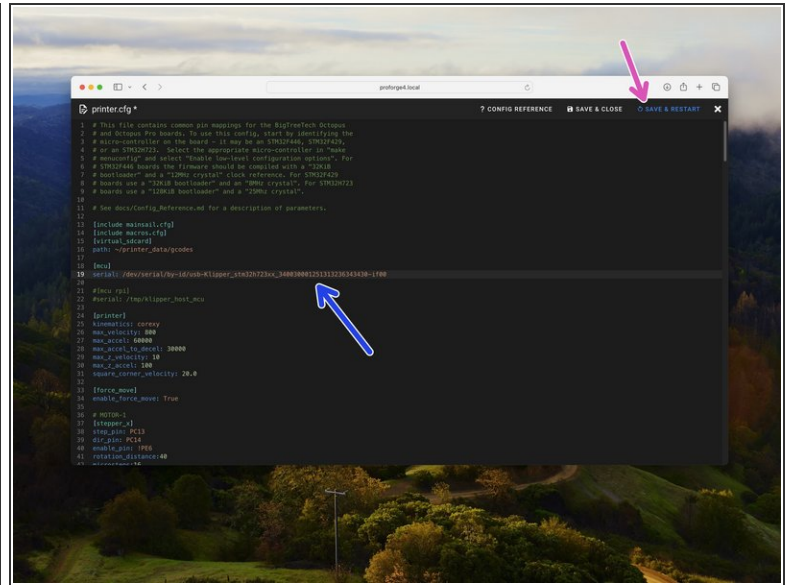 proforge4.local
printer.cfg *
? CONFIG REFERENCE
SAVE & CLOSE
SAVE & RESTART
1 # This file contains common pin mappings for the BigTreeTech Octopus
2 # and Octopus Pro boards. To use this config, start by identifying the
3 # micro-controller on the board - it may be an STM32F446, STM32F429,
4 # or an STM32H723. Select the appropriate micro-controller in "make
5 # menuconfig" and select "Enable low-level configuration options". For
6 # STM32F446 boards the firmware should be compiled with a "32KiB
7 # bootloader" and a "12MHz crystal" clock reference. For STM32F429
8 # boards use a "32KiB bootloader" and an "8MHz crystal". For STM32H723
9 # boards use a "128KiB bootloader" and a "25Mhz crystal".
10
11 # See docs/Config_Reference.md for a description of parameters.
12
13 [include mainsail.cfg]
14 [include macros.cfg]
15 [virtual_sdcard]
16 path: ~/printer_data/gcodes
17
18 [mcu]
19 serial:
20
21 #[mcu rpi]
22 #serial: /tmp/klipper_host_mcu
23
24 [printer]
25 kinematics: corexy
26 max_velocity: 800
27 max_accel: 60000
28 max_accel_to_decel: 30000
29 max_z_velocity: 10
30 max_z_accel: 100
31 square_corner_velocity: 20.0
32
33 [force_move]
34 enable_force_move: True
35
36 # MOTOR-1
37 [stepper_x]
38 step_pin: PC13
39 dir_pin: PC14
40 enable_pin: !PE6
41 rotation_distance:40